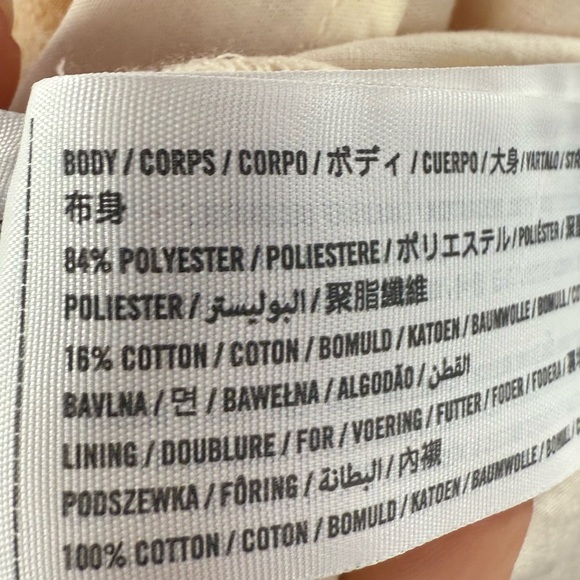 BODY / CORPS / CORPO / ボディ / CUERPO / 大身 / VARTALO /
布身
84% POLYESTER / POLIESTERE / ポリエステル / POLIÉSTER /
POLIESTER / البوليستر / 聚脂纖維
16% COTTON / COTON / BOMULD / KATOEN / BAUMWOLLE / BOMULL /
BAVLNA / 면 / BAWEŁNA / ALGODÃO / القطن
LINING / DOUBLURE / FOR / VOERING / FUTTER / FODER / FODERA /
PODSZEWKA / FÔRING / البطانة / 內襯
100% COTTON / COTON / BOMULD / KATOEN / BAUMWOLLE / BOMULL /